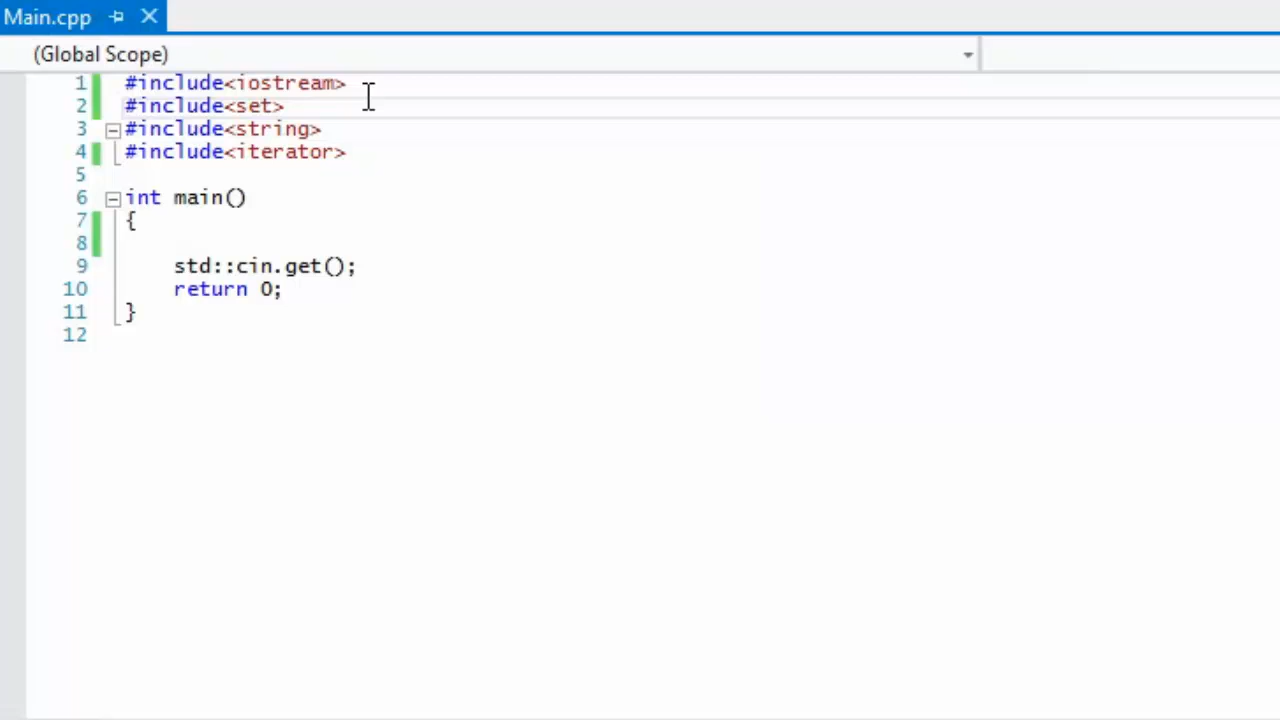 Main.cpp
(Global Scope)
1 #include<iostream>
2 #include<set>
3 #include<string>
4 #include<iterator>
5
6 int main()
7 {
8
9 std::cin.get();
10 return 0;
11 }
12